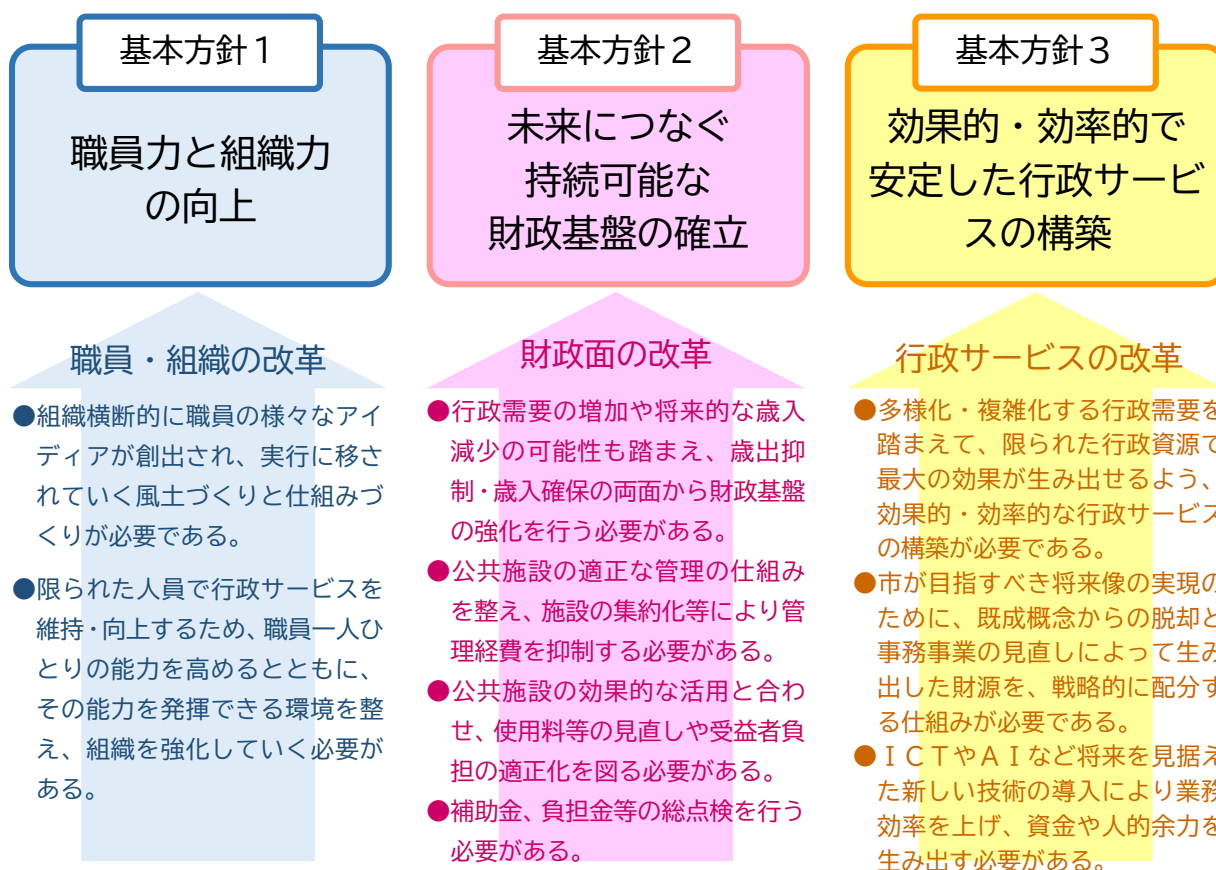 基本方針１
職員力と組織力
の向上
職員・組織の改革
●組織横断的に職員の様々なアイ
ディアが創出され、実行に移さ
れていく風土づくりと仕組みづ
くりが必要である。
●限られた人員で行政サービスを
維持・向上するため、職員一人ひ
とりの能力を高めるとともに、
その能力を発揮できる環境を整
え、組織を強化していく必要が
ある。
基本方針２
未来につなぐ
持続可能な
財政基盤の確立
財政面の改革
●行政需要の増加や将来的な歳入
減少の可能性も踏まえ、歳出抑
制・歳入確保の両面から財政基盤
の強化を行う必要がある。
●公共施設の適正な管理の仕組み
を整え、施設の集約化等により管
理経費を抑制する必要がある。
●公共施設の効果的な活用と合わ
せ、使用料等の見直しや受益者負
担の適正化を図る必要がある。
●補助金、負担金等の総点検を行う
必要がある。
基本方針３
効果的・効率的で
安定した行政サービ
スの構築
行政サービスの改革
●多様化・複雑化する行政需要を
踏まえて、限られた行政資源で
最大の効果が生み出せるよう、
効果的・効率的な行政サービス
の構築が必要である。
●市が目指すべき将来像の実現の
ために、既成概念からの脱却と
事務事業の見直しによって生み
出した財源を、戦略的に配分す
る仕組みが必要である。
●ＩＣＴやＡＩなど将来を見据え
た新しい技術の導入により業務
効率を上げ、資金や人的余力を
生み出す必要がある。